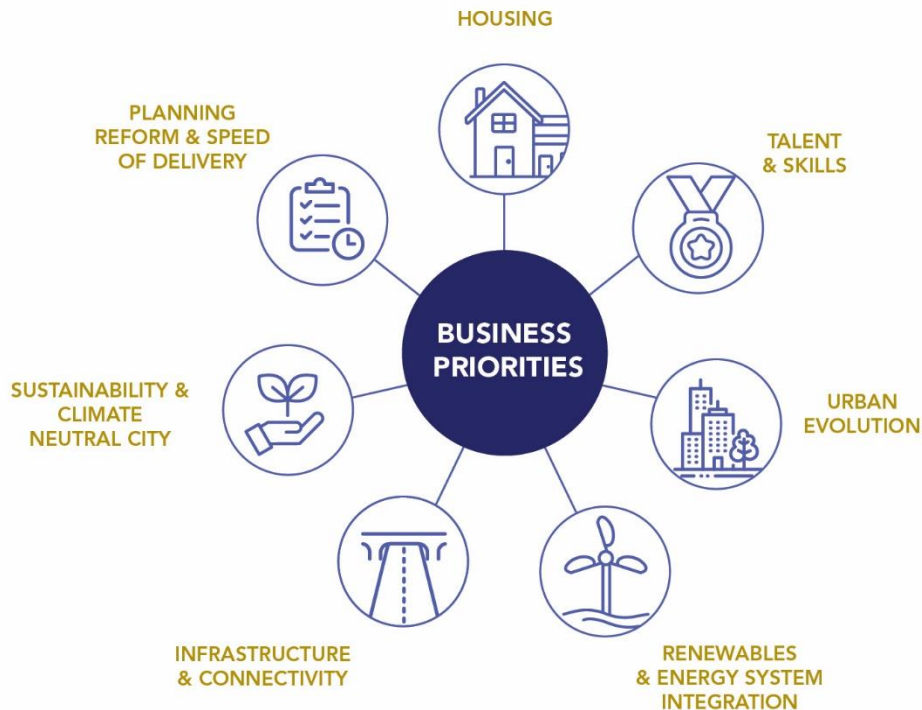 HOUSING
PLANNING
REFORM & SPEED
OF DELIVERY
TALENT
& SKILLS
BUSINESS
PRIORITIES
SUSTAINABILITY &
CLIMATE
NEUTRAL CITY
URBAN
EVOLUTION
INFRASTRUCTURE
& CONNECTIVITY
RENEWABLES
& ENERGY SYSTEM
INTEGRATION